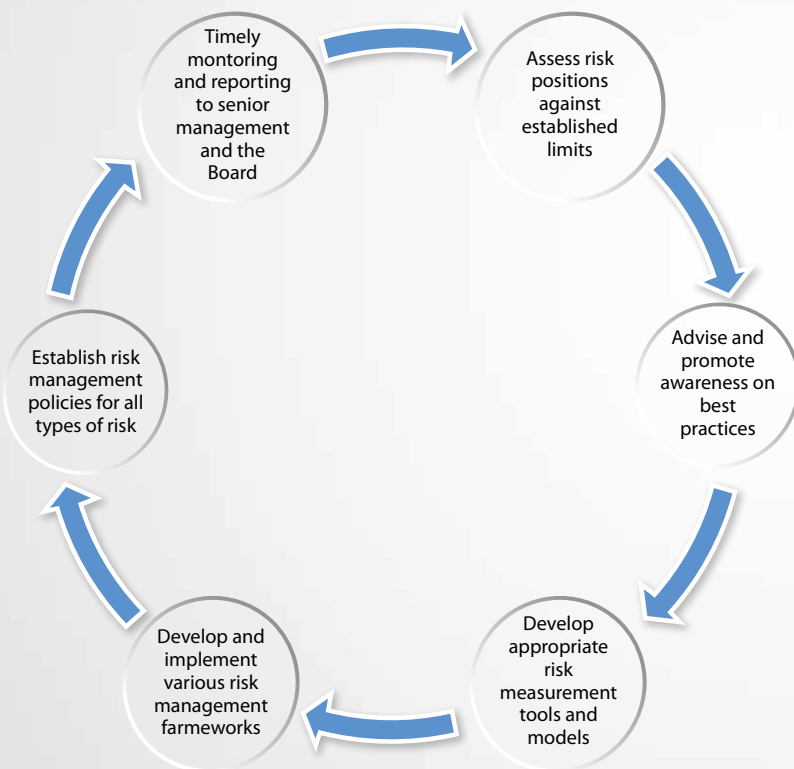 Timely
montoring
and reporting
to senior
management
and the
Board
Assess risk
positions
against
established
limits
Advise and
promote
awareness on
best
practices
Develop
appropriate
risk
measurement
tools and
models
Develop and
implement
various risk
management
farmeworks
Establish risk
management
policies for all
types of risk